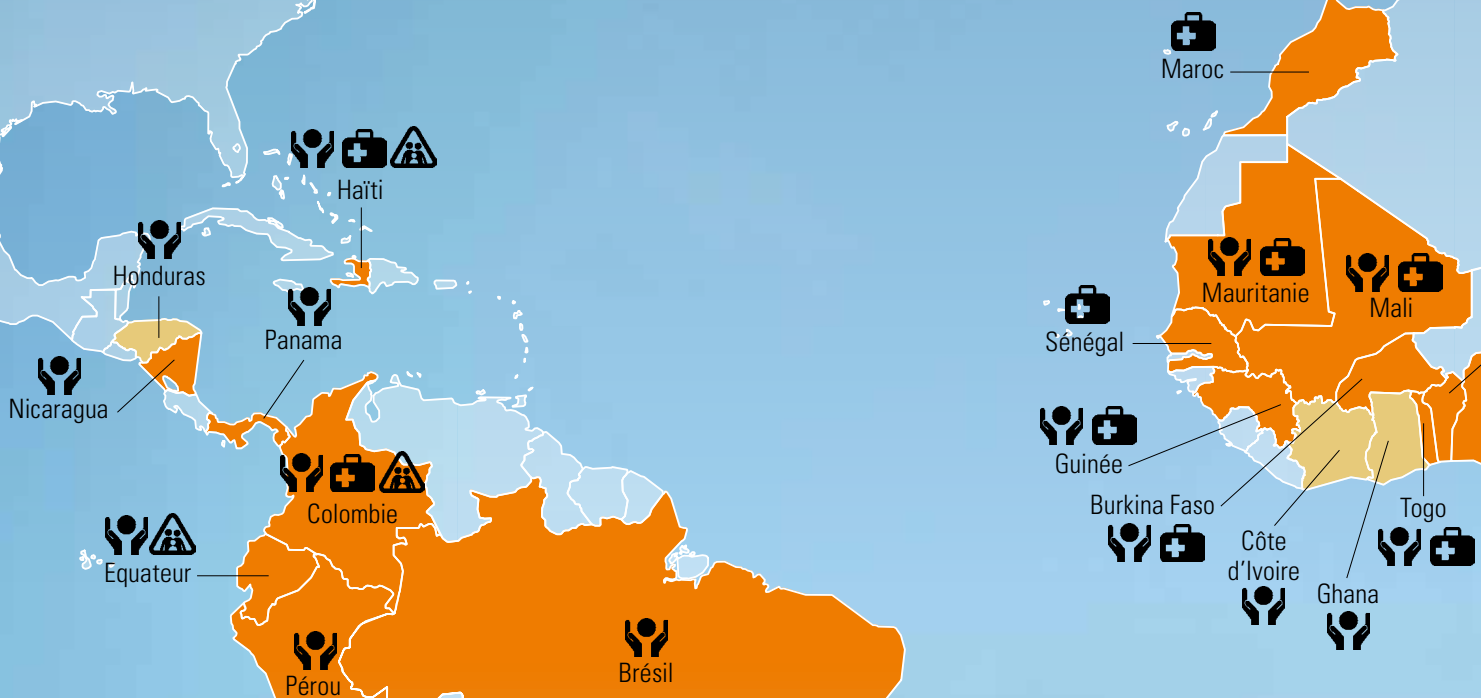 Maroc
Haïti
Honduras
Mauritanie
Mali
Panama
Sénégal
Nicaragua
Guinée
Burkina Faso
Togo
Colombie
Côte
d'Ivoire
Equateur
Ghana
Brésil
Pérou